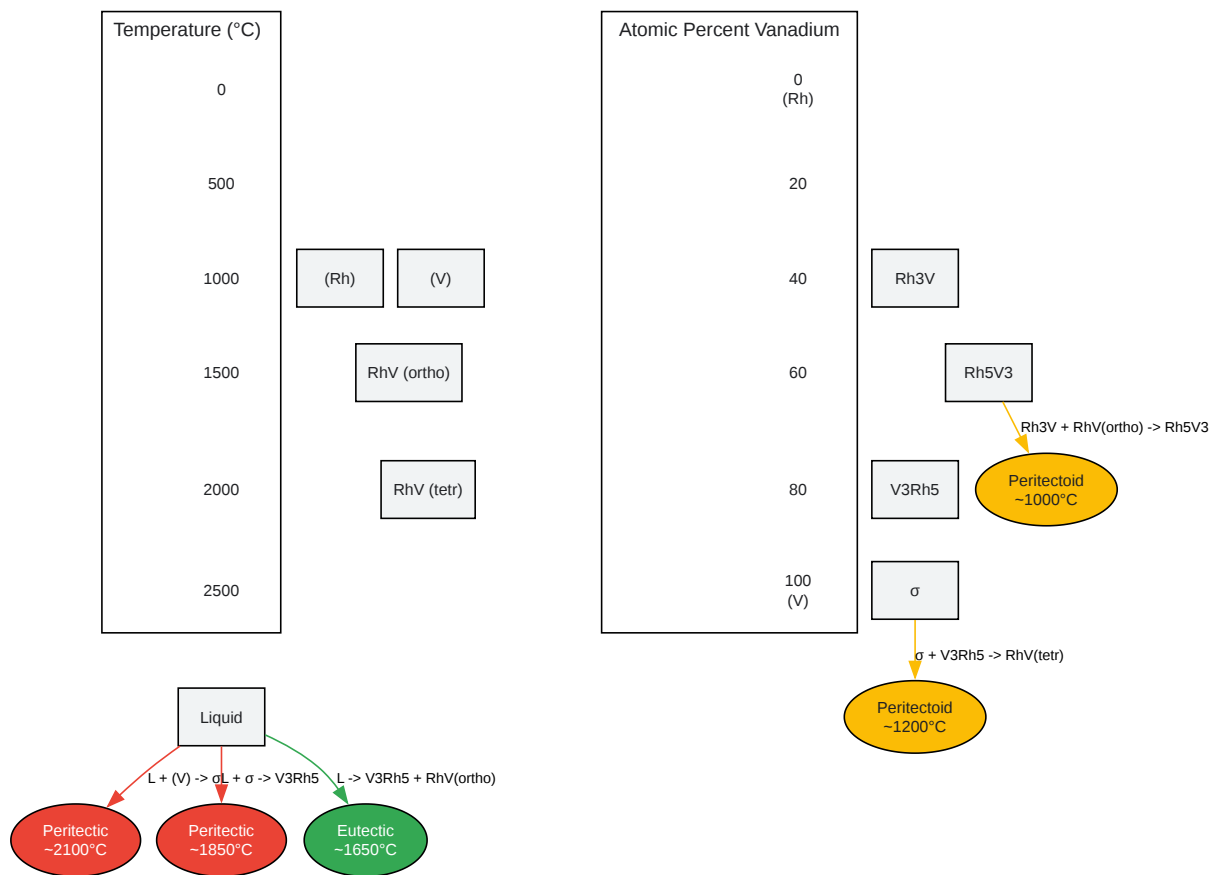 Temperature (°C)
0
500
1000
1500
2000
2500
(Rh)
(V)
RhV (ortho)
RhV (tetr)
Atomic Percent Vanadium
0
(Rh)
20
40
60
80
100
(V)
Rh3V
Rh5V3
Rh3V + RhV(ortho) -> Rh5V3
V3Rh5
Peritectoid
~1000°C
σ
σ + V3Rh5 -> RhV(tetr)
Peritectoid
~1200°C
Liquid
L + (V) -> σ
L + σ -> V3Rh5
L -> V3Rh5 + RhV(ortho)
Peritectic
~2100°C
Peritectic
~1850°C
Eutectic
~1650°C